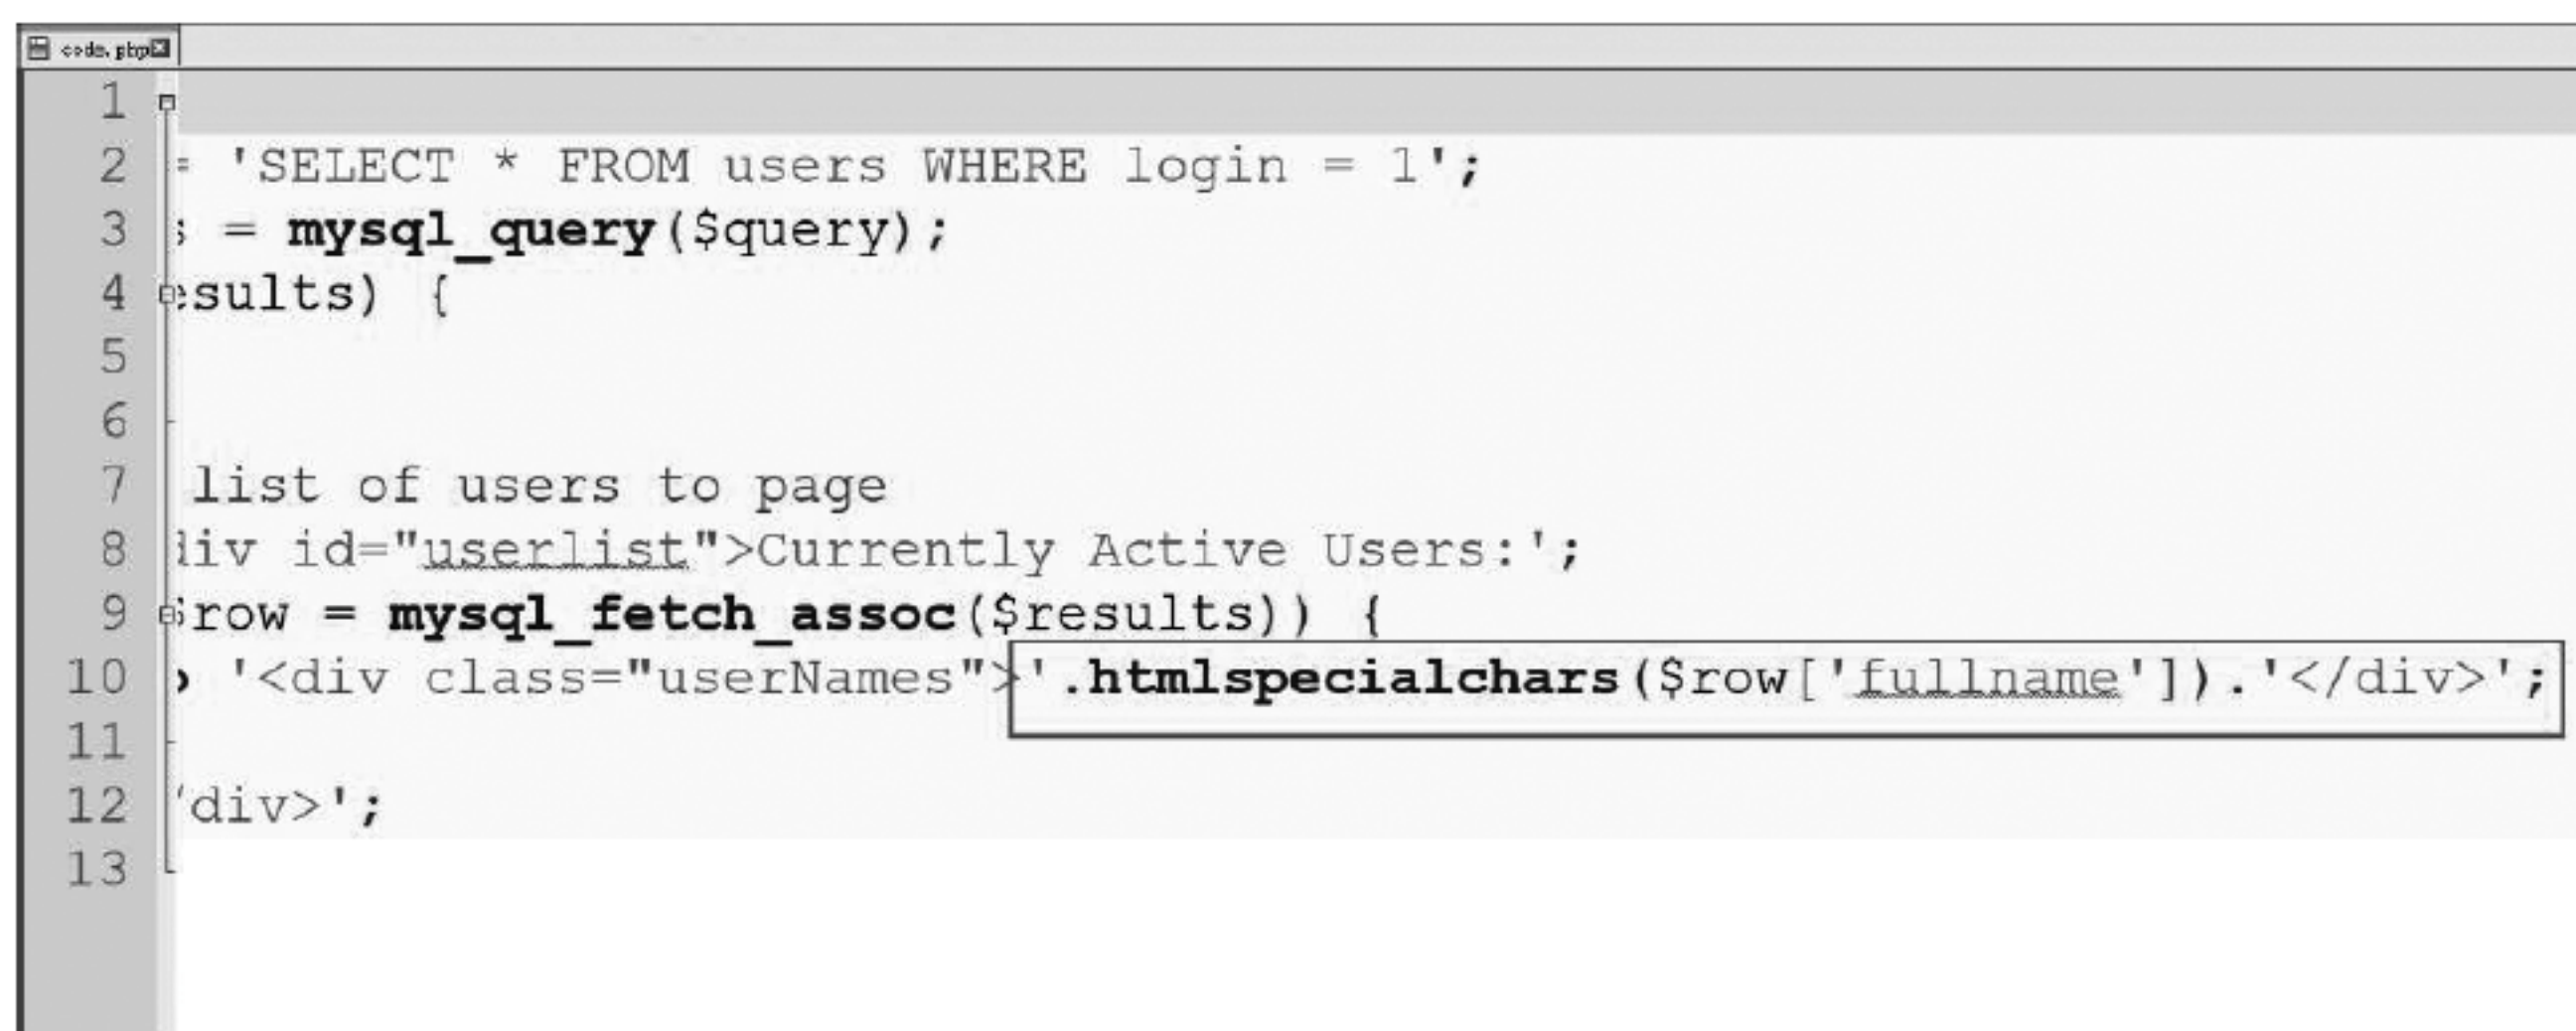 code.php
1
2 = 'SELECT * FROM users WHERE login = 1';
3 s = mysql_query($query);
4 esults) {
5
6
7 list of users to page
8 div id="userlist">Currently Active Users:';
9 $row = mysql_fetch_assoc($results)) {
10 o '<div class="userNames">'.htmlspecialchars($row['fullname']).'</div>';
11
12 /div>';
13